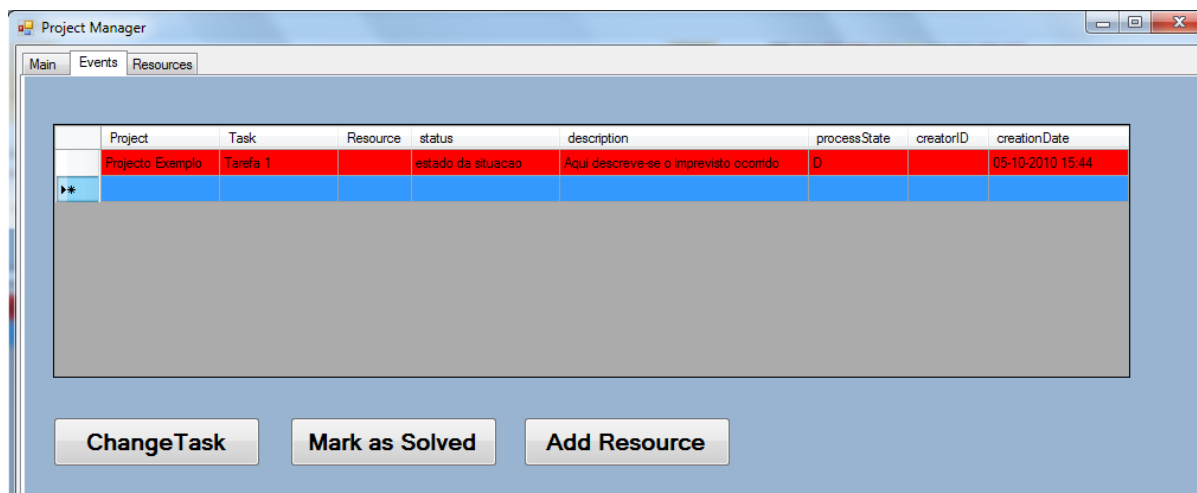 Project Manager
Main Events Resources
Project Task Resource status description processState creatorID creationDate
Projecto Exemplo Tarefa 1 estado da situacao Aqui descreve-se o imprevisto ocorrido D 05-10-2010 15:44
ChangeTask Mark as Solved Add Resource